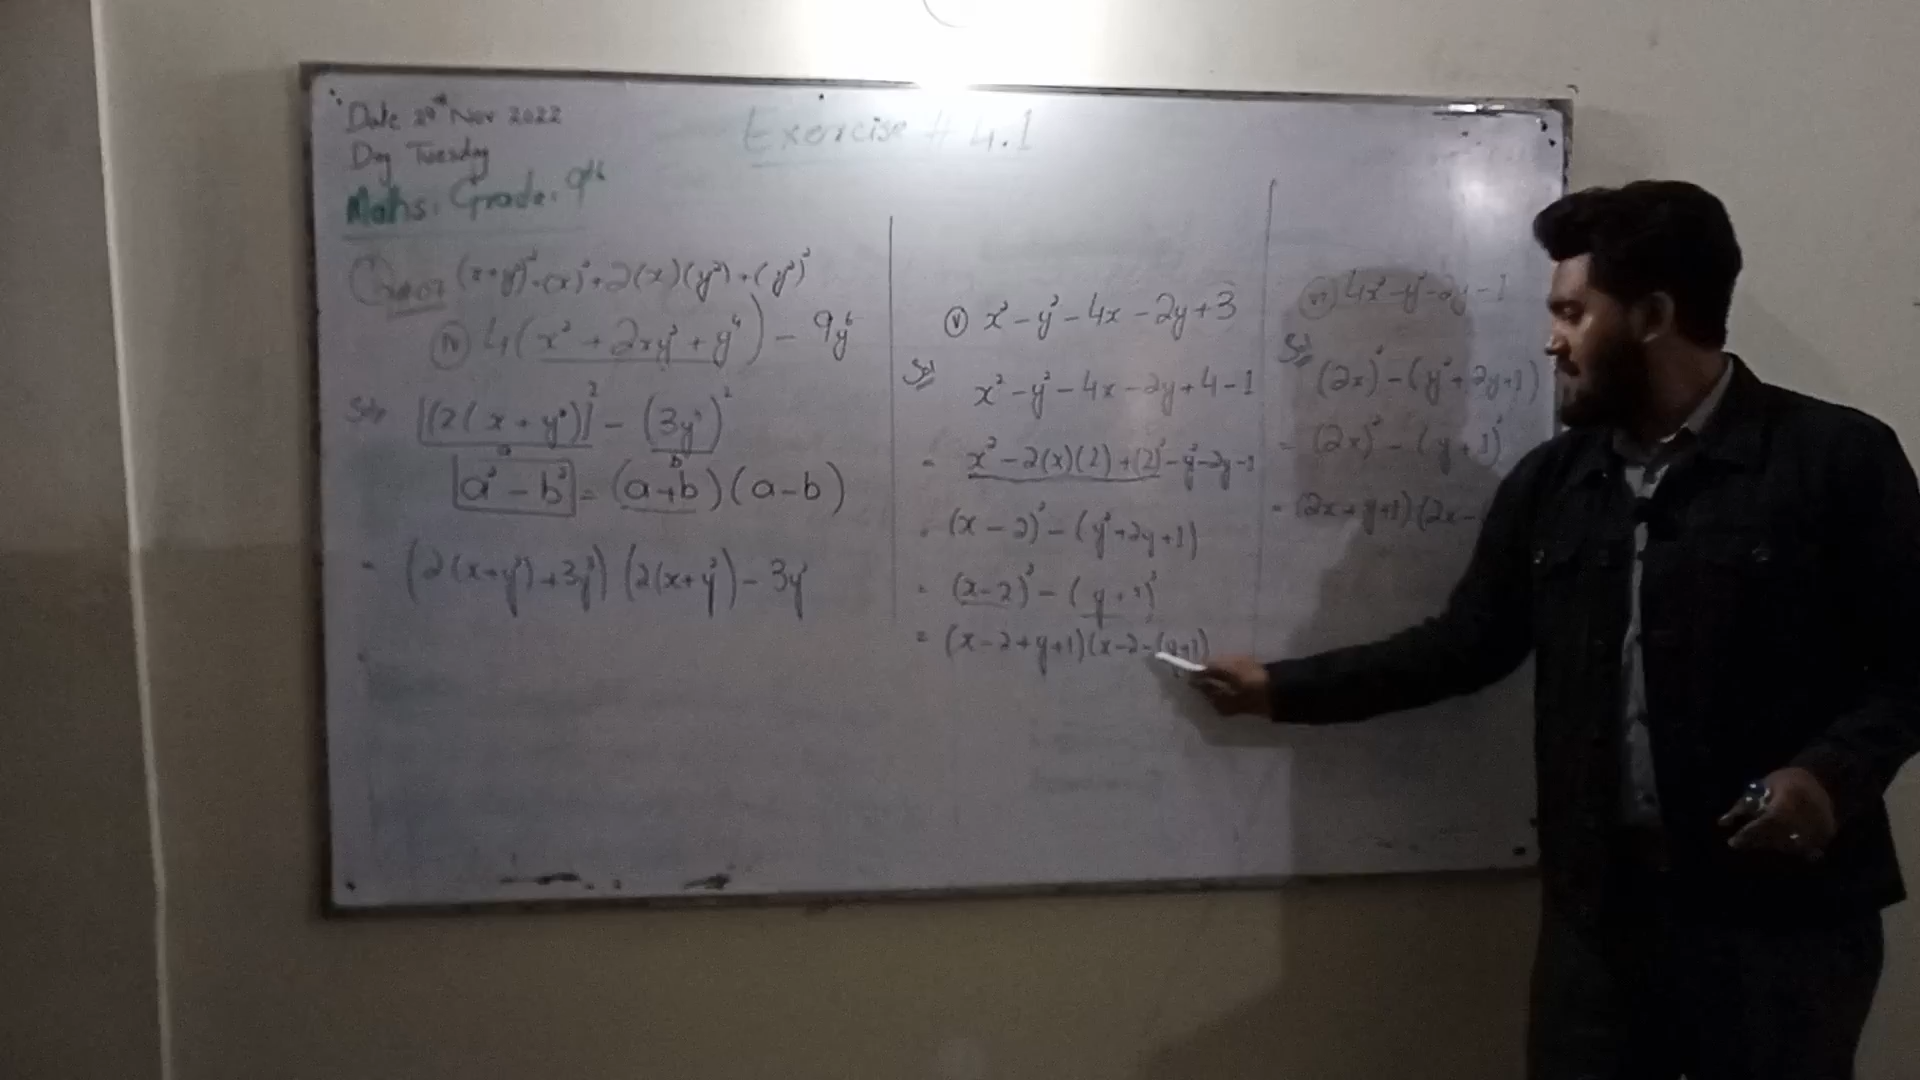 Date 29th Nov 2022
Day Tuesday
Maths. Grade. 9th
Exercise # 4.1
(x+y²)²=(x)²+2(x)(y²)+(y²)²
(iv) 4(x²+2xy²+y⁴) - 9y⁶
Sol:
[(2(x+y²)]² - (3y³)²
a b
a² - b² = (a+b)(a-b)
= (2(x+y²)+3y³)(2(x+y²)-3y³
(v) x²-y²-4x-2y+3
Sol
x²-y²-4x-2y+4-1
= x²-2(x)(2)+(2)²-y²-2y-1
= (x-2)²-(y²+2y+1)
= (x-2)²-(y+1)²
= (x-2+y+1)(x-2-(y+1)
(vi) 4x²-y²-2y-1
Sol
(2x)²-(y²+2y+1)
= (2x)²-(y+1)²
= (2x+y+1)(2x-